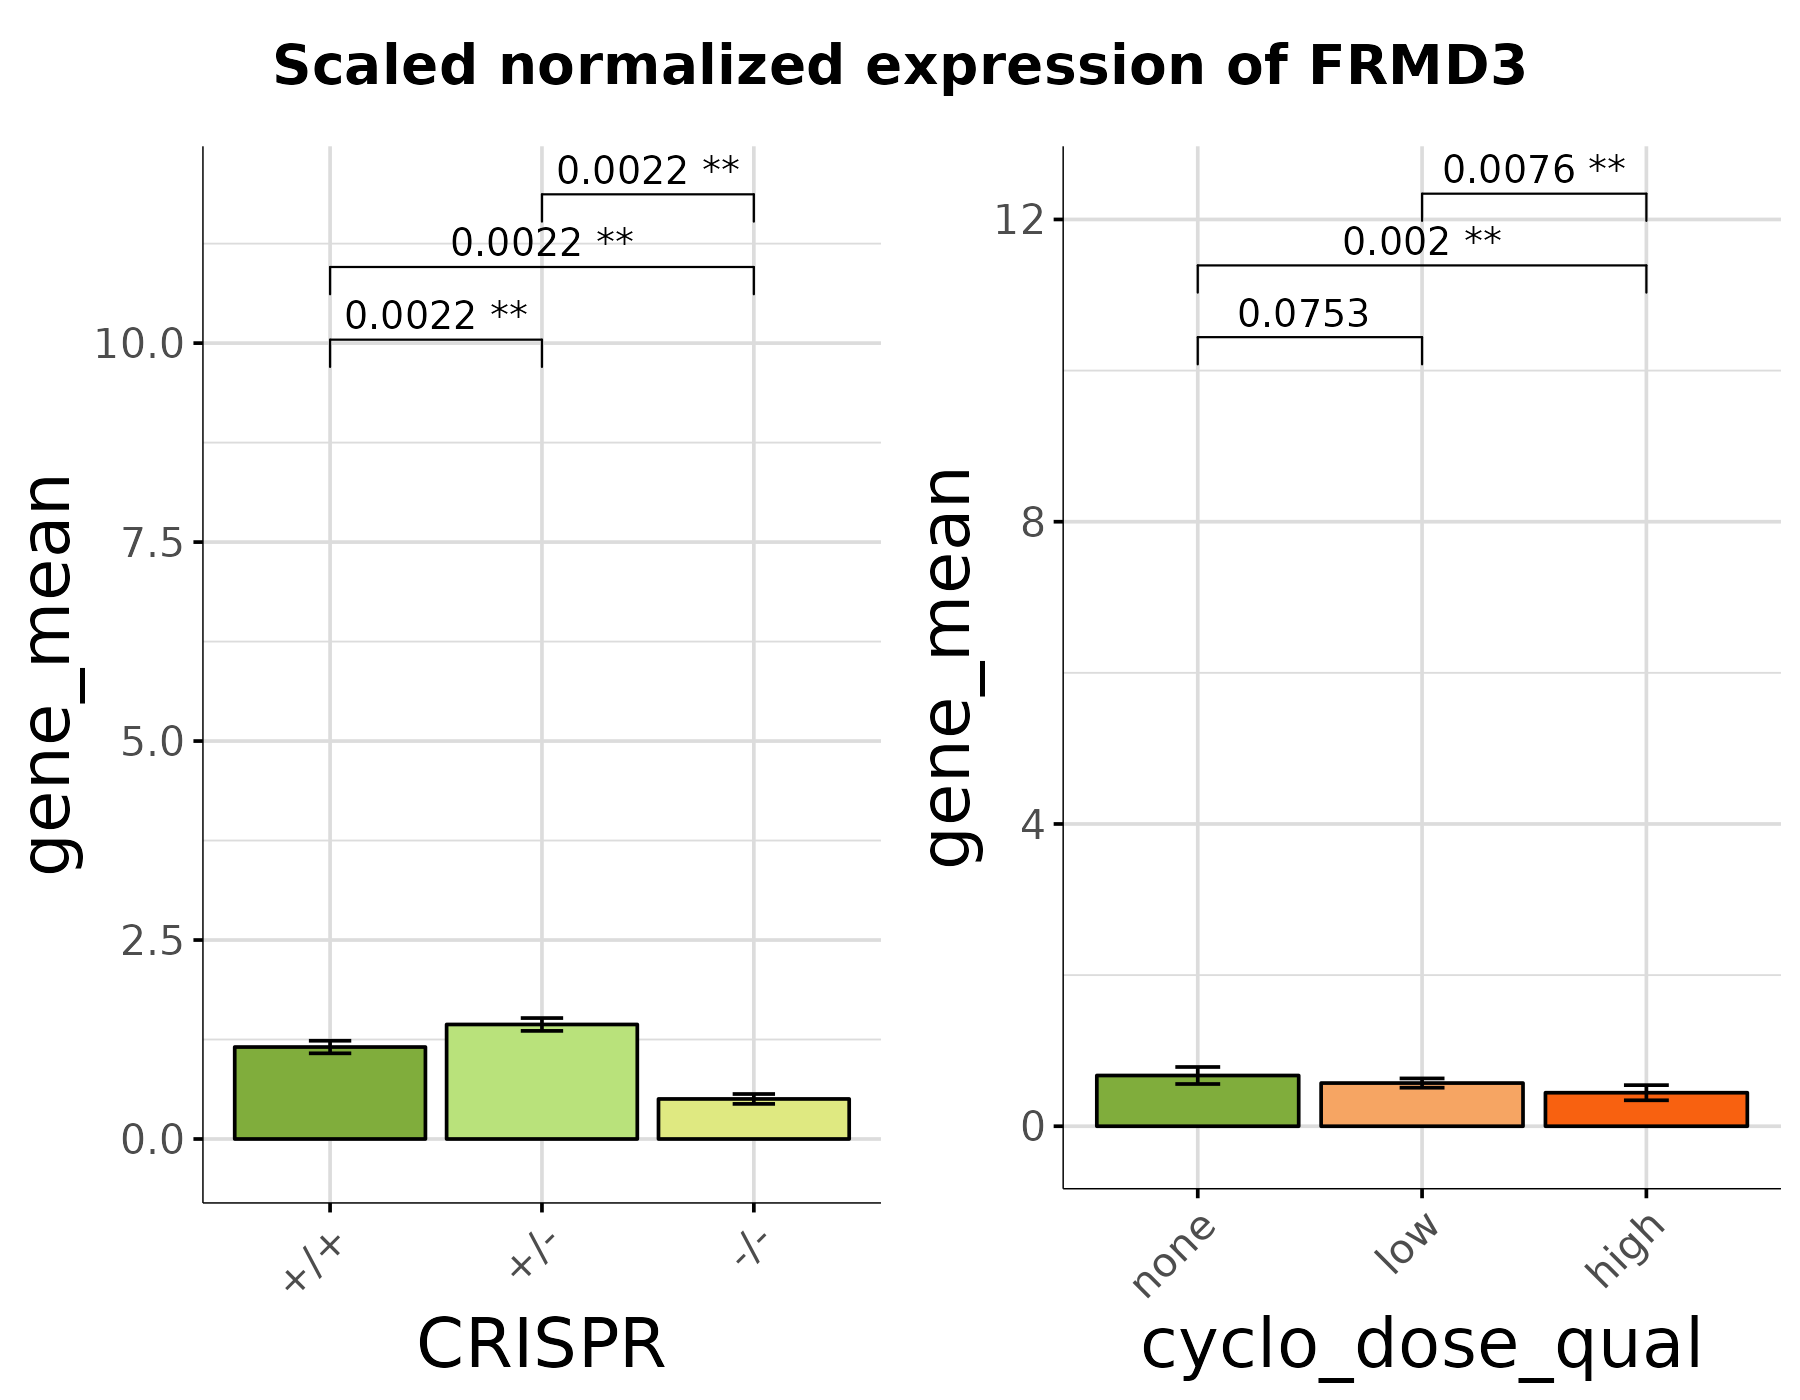 Scaled normalized expression of FRMD3
gene_mean
10.0
7.5
5.0
2.5
0.0
0.0022 **
0.0022 **
0.0022 **
+/+
+/-
-/-
CRISPR
gene_mean
12
8
4
0
0.0076 **
0.002 **
0.0753
none
low
high
cyclo_dose_qual